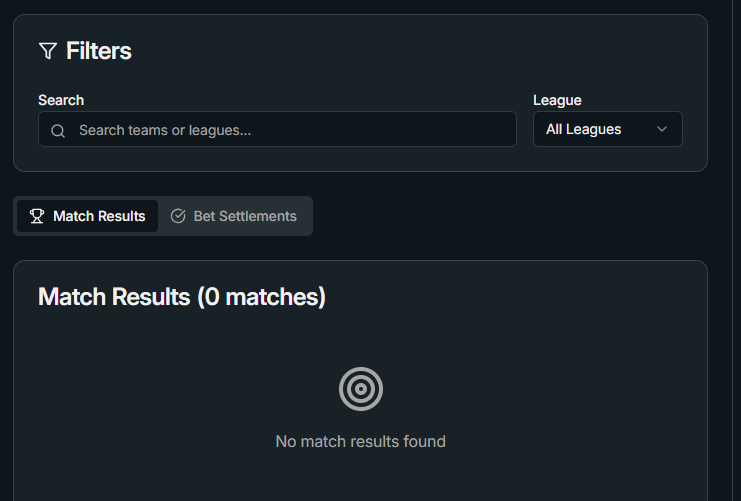 Filters
Search
League
Search teams or leagues...
All Leagues
Match Results
Bet Settlements
Match Results (0 matches)
No match results found